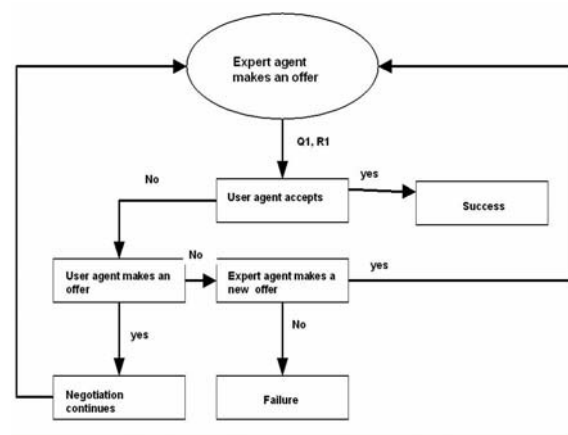 Expert agent
makes an offer
Q1, R1
yes
No
User agent accepts
Success
No
User agent makes an
offer
Expert agent makes a
new offer
yes
yes
No
Negotiation
continues
Failure